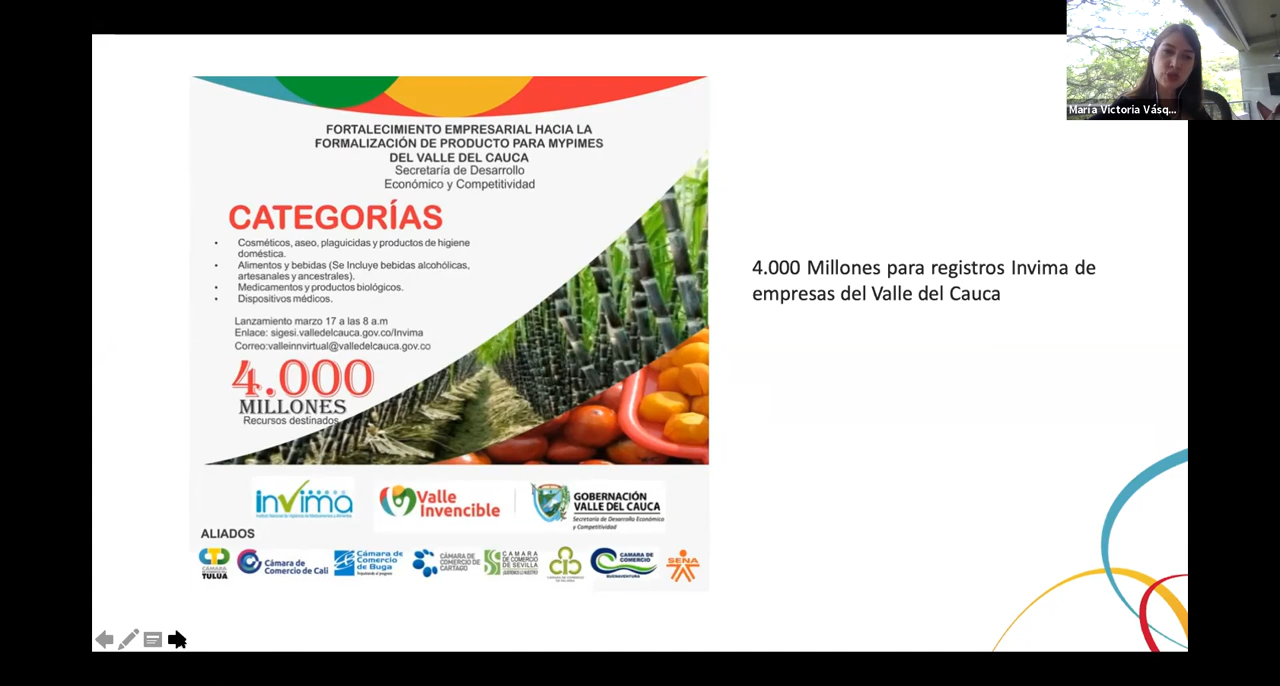 María Victoria Vásq...
FORTALECIMIENTO EMPRESARIAL HACIA LA
FORMALIZACIÓN DE PRODUCTO PARA MYPIMES
DEL VALLE DEL CAUCA
Secretaría de Desarrollo
Económico y Competitividad
CATEGORÍAS
• Cosméticos, aseo, plaguicidas y productos de higiene
doméstica.
• Alimentos y bebidas (Se Incluye bebidas alcohólicas,
artesanales y ancestrales).
• Medicamentos y productos biológicos.
• Dispositivos médicos.
Lanzamiento marzo 17 a las 8 a.m
Enlace: sigesi.valledelcauca.gov.co/Invima
Correo:valleinnvirtual@valledelcauca.gov.co
4.000
MILLONES
Recursos destinados
4.000 Millones para registros Invima de
empresas del Valle del Cauca
invima
Valle
Invencible
GOBERNACIÓN
VALLE DEL CAUCA
Secretaría de Desarrollo Económico
y Competitividad
ALIADOS
CAMARA
TULUÁ
Cámara de
Comercio de Cali
Cámara de
Comercio
de Buga
CÁMARA DE
COMERCIO DE
CARTAGO
CAMARA
DE COMERCIO
DE SEVILLA
CAMARA DE
COMERCIO
BUENAVENTURA
SENA